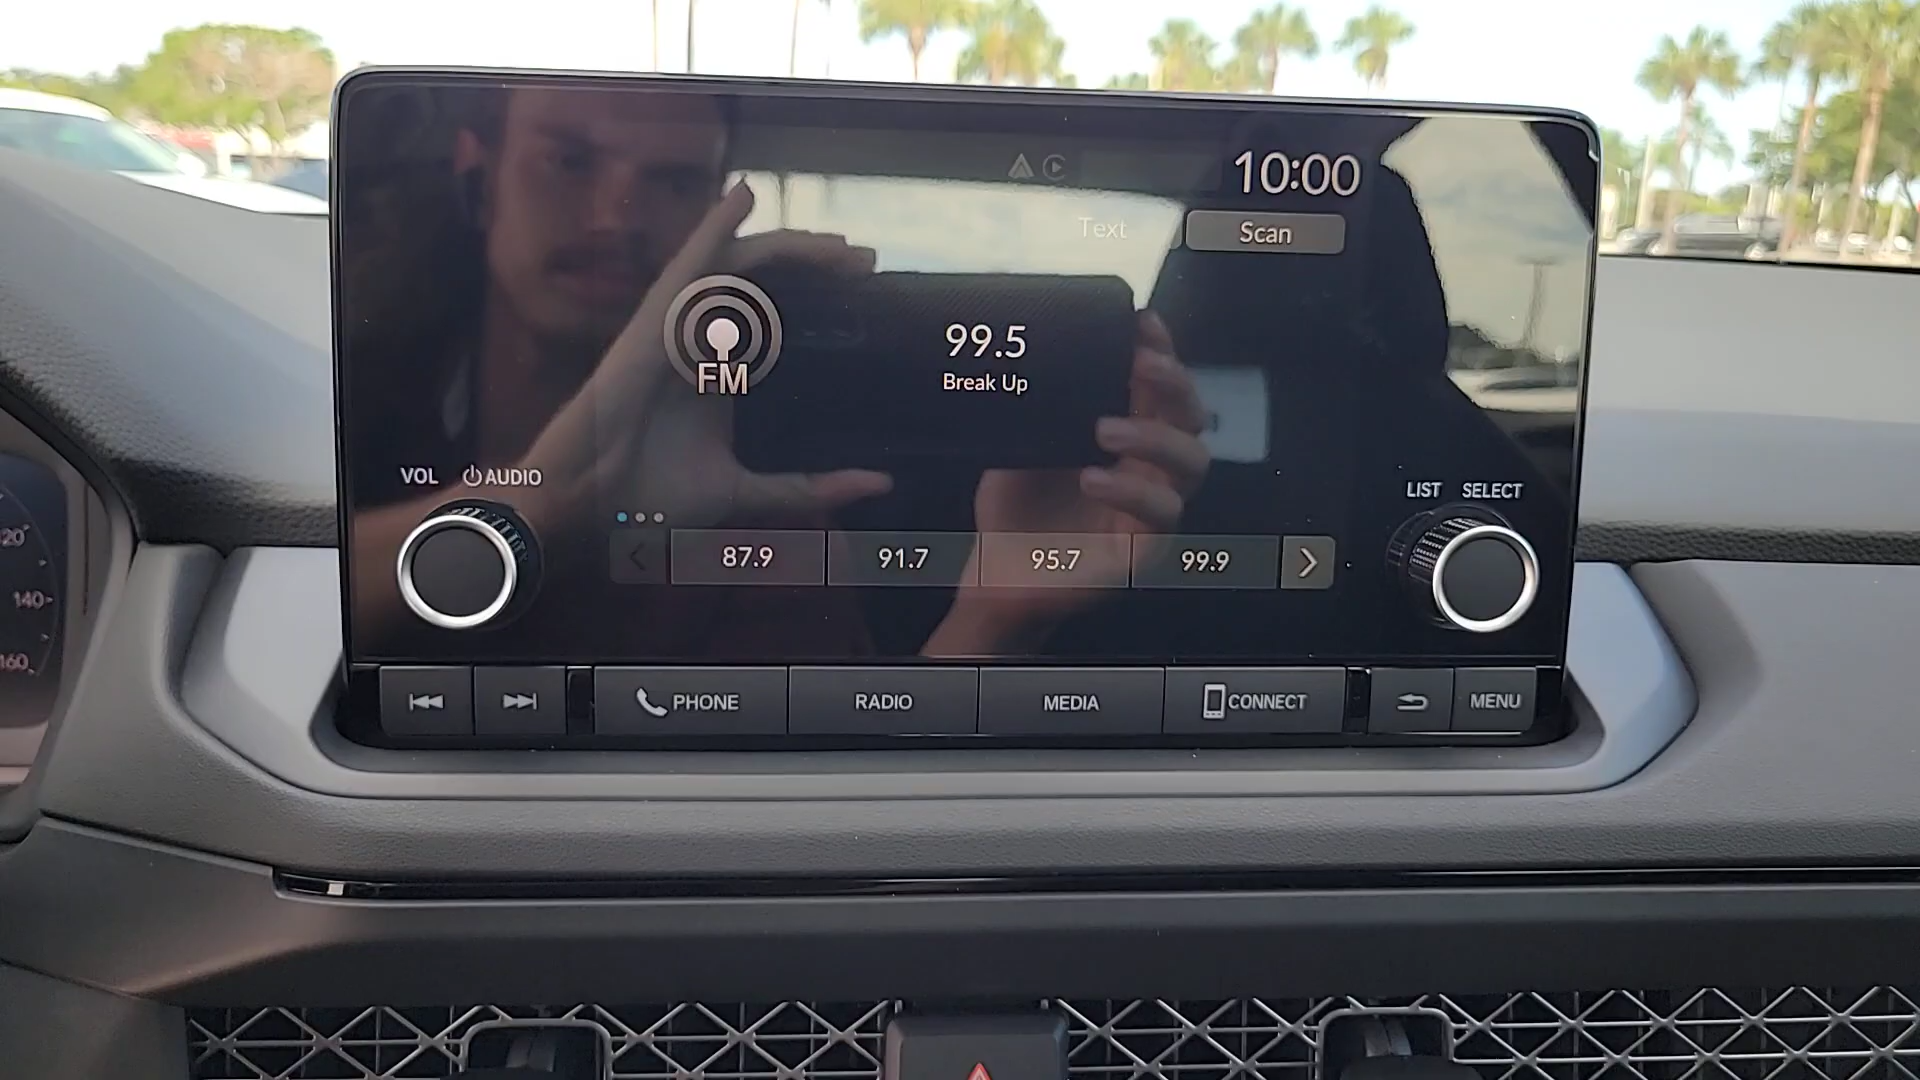 10:00
Text
Scan
FM
99.5
Break Up
VOL AUDIO
LIST SELECT
87.9 91.7 95.7 99.9
PHONE RADIO MEDIA CONNECT MENU
120
140
160